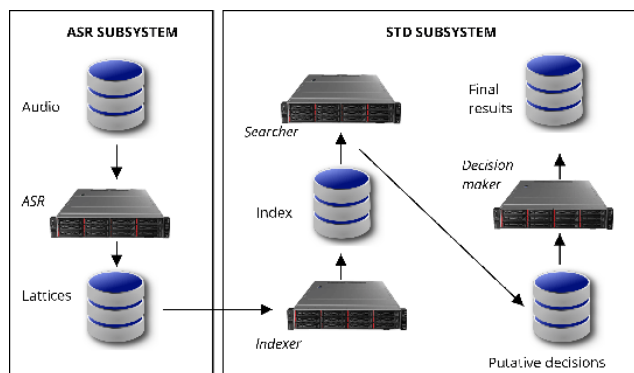 ASR SUBSYSTEM
Audio
ASR
Lattices
STD SUBSYSTEM
Searcher
Index
Indexer
Final
results
Decision
maker
Putative decisions